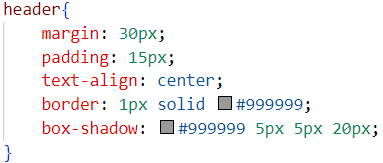 header{
    margin: 30px;
    padding: 15px;
    text-align: center;
    border: 1px solid #999999;
    box-shadow: #999999 5px 5px 20px;
}